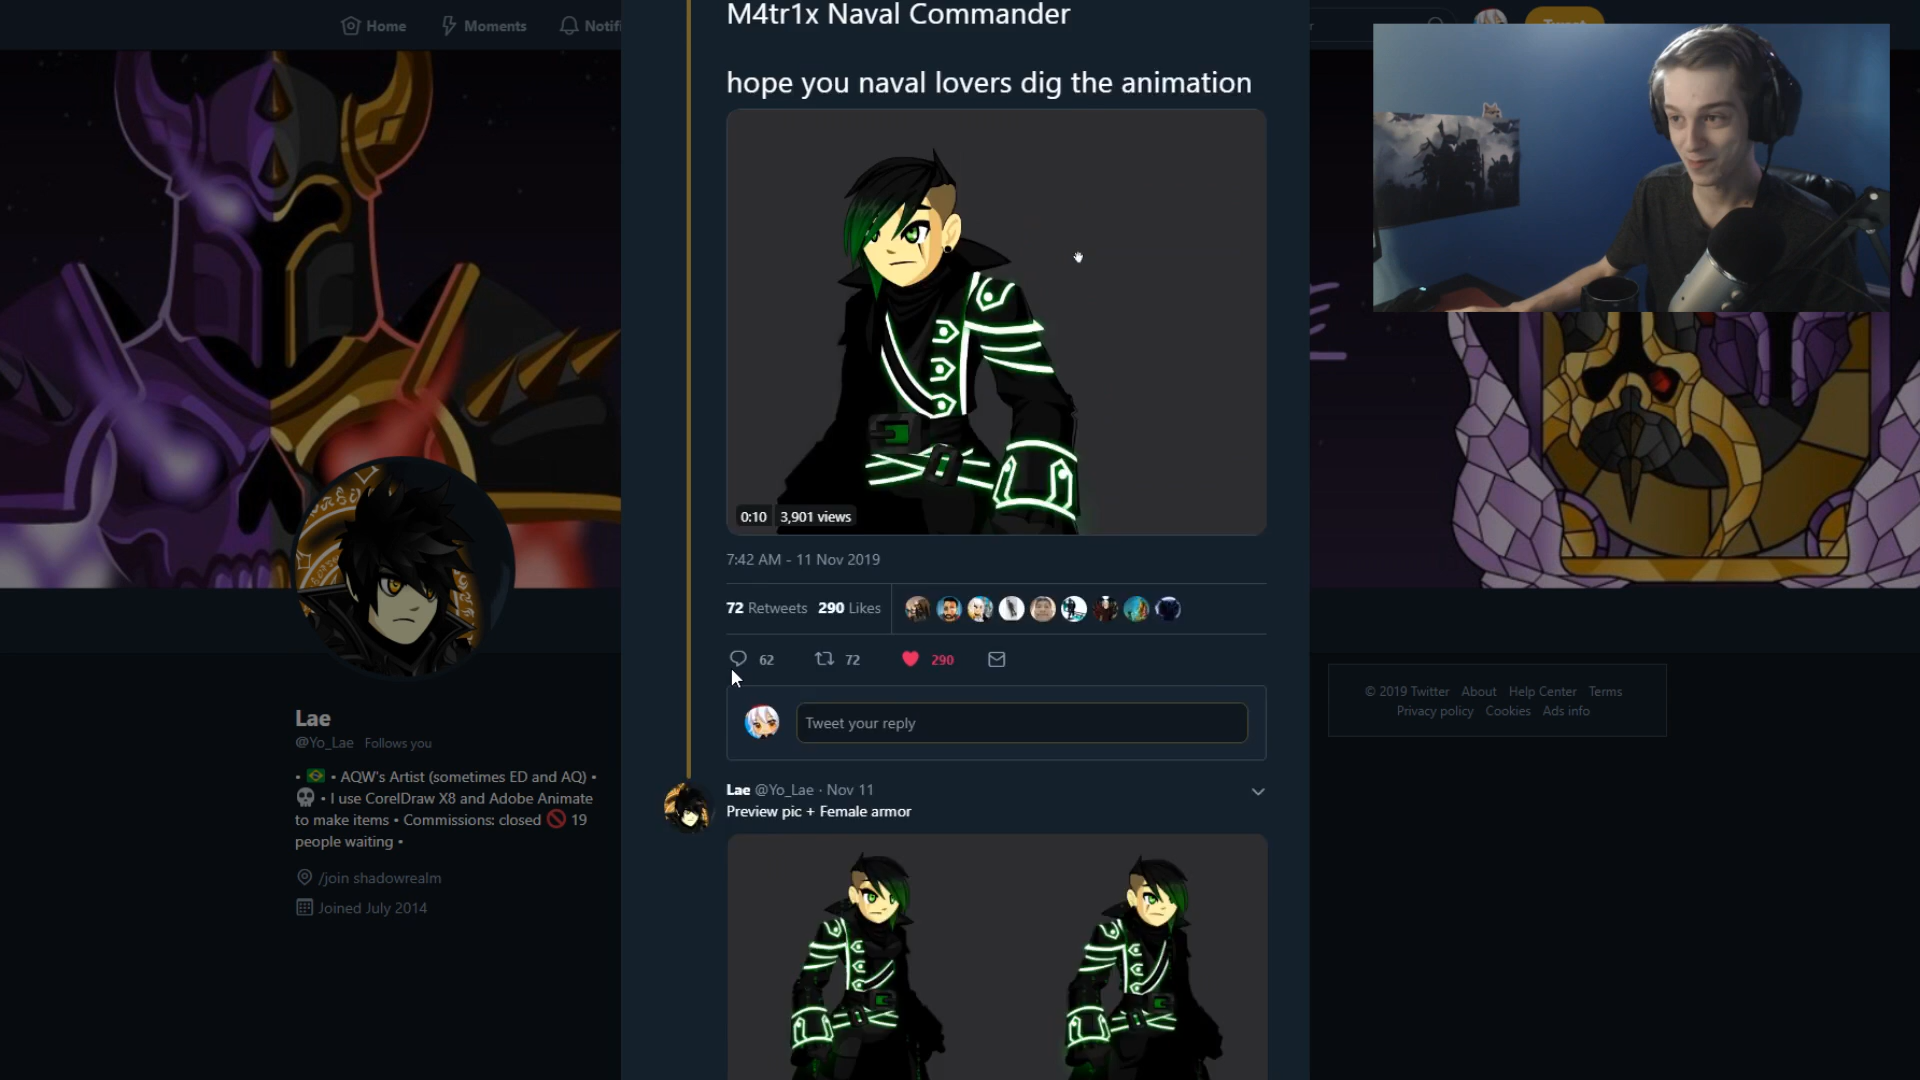 Home
Moments
Notifi
M4tr1x Naval Commander
hope you naval lovers dig the animation
0:10
3,901 views
7:42 AM - 11 Nov 2019
72 Retweets 290 Likes
62
72
290
Tweet your reply
Lae @Yo_Lae · Nov 11
Preview pic + Female armor
Lae
@Yo_Lae Follows you
• 🇧🇷 • AQW's Artist (sometimes ED and AQ) •
💀 • I use CorelDraw X8 and Adobe Animate
to make items • Commissions: closed 🚫 19
people waiting •
/join shadowrealm
Joined July 2014
© 2019 Twitter About Help Center Terms
Privacy policy Cookies Ads info